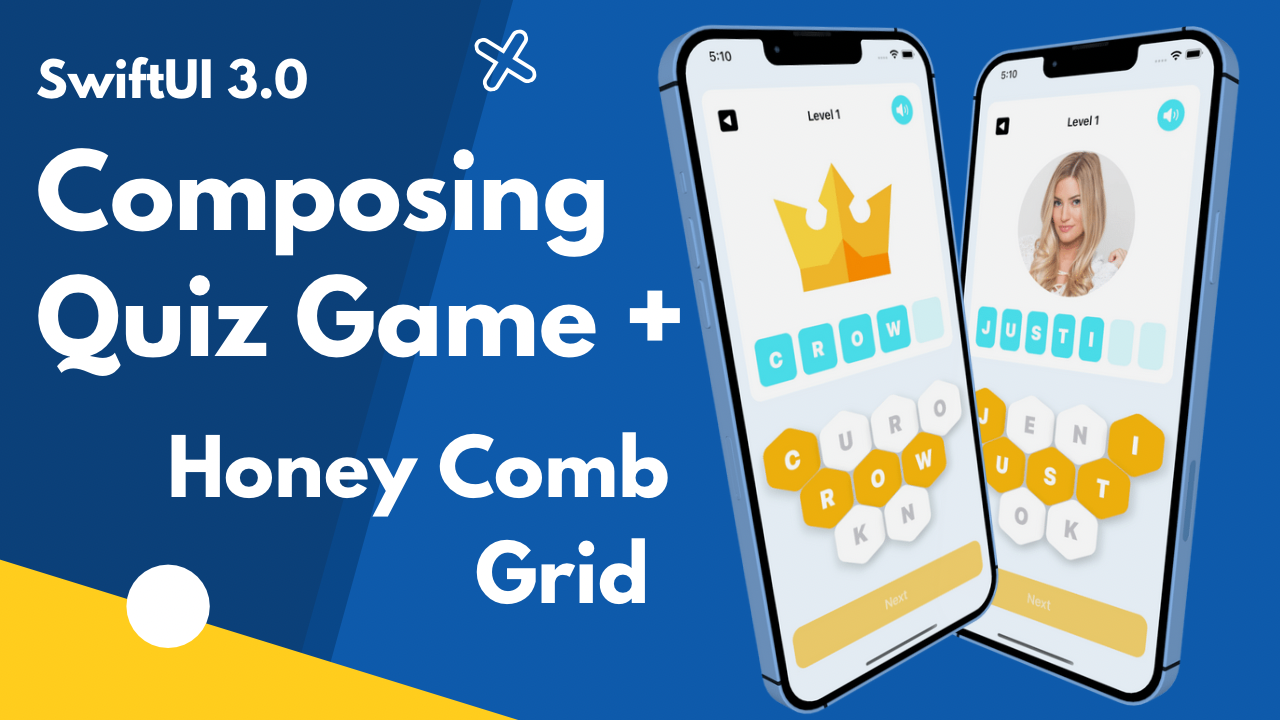 SwiftUI 3.0
Composing
Quiz Game +
Honey Comb
Grid
5:10
Level 1
C R O W
C U R O
R O W
K N
Next
5:10
Level 1
J U S T I
J E N I
U S T
O K
Next